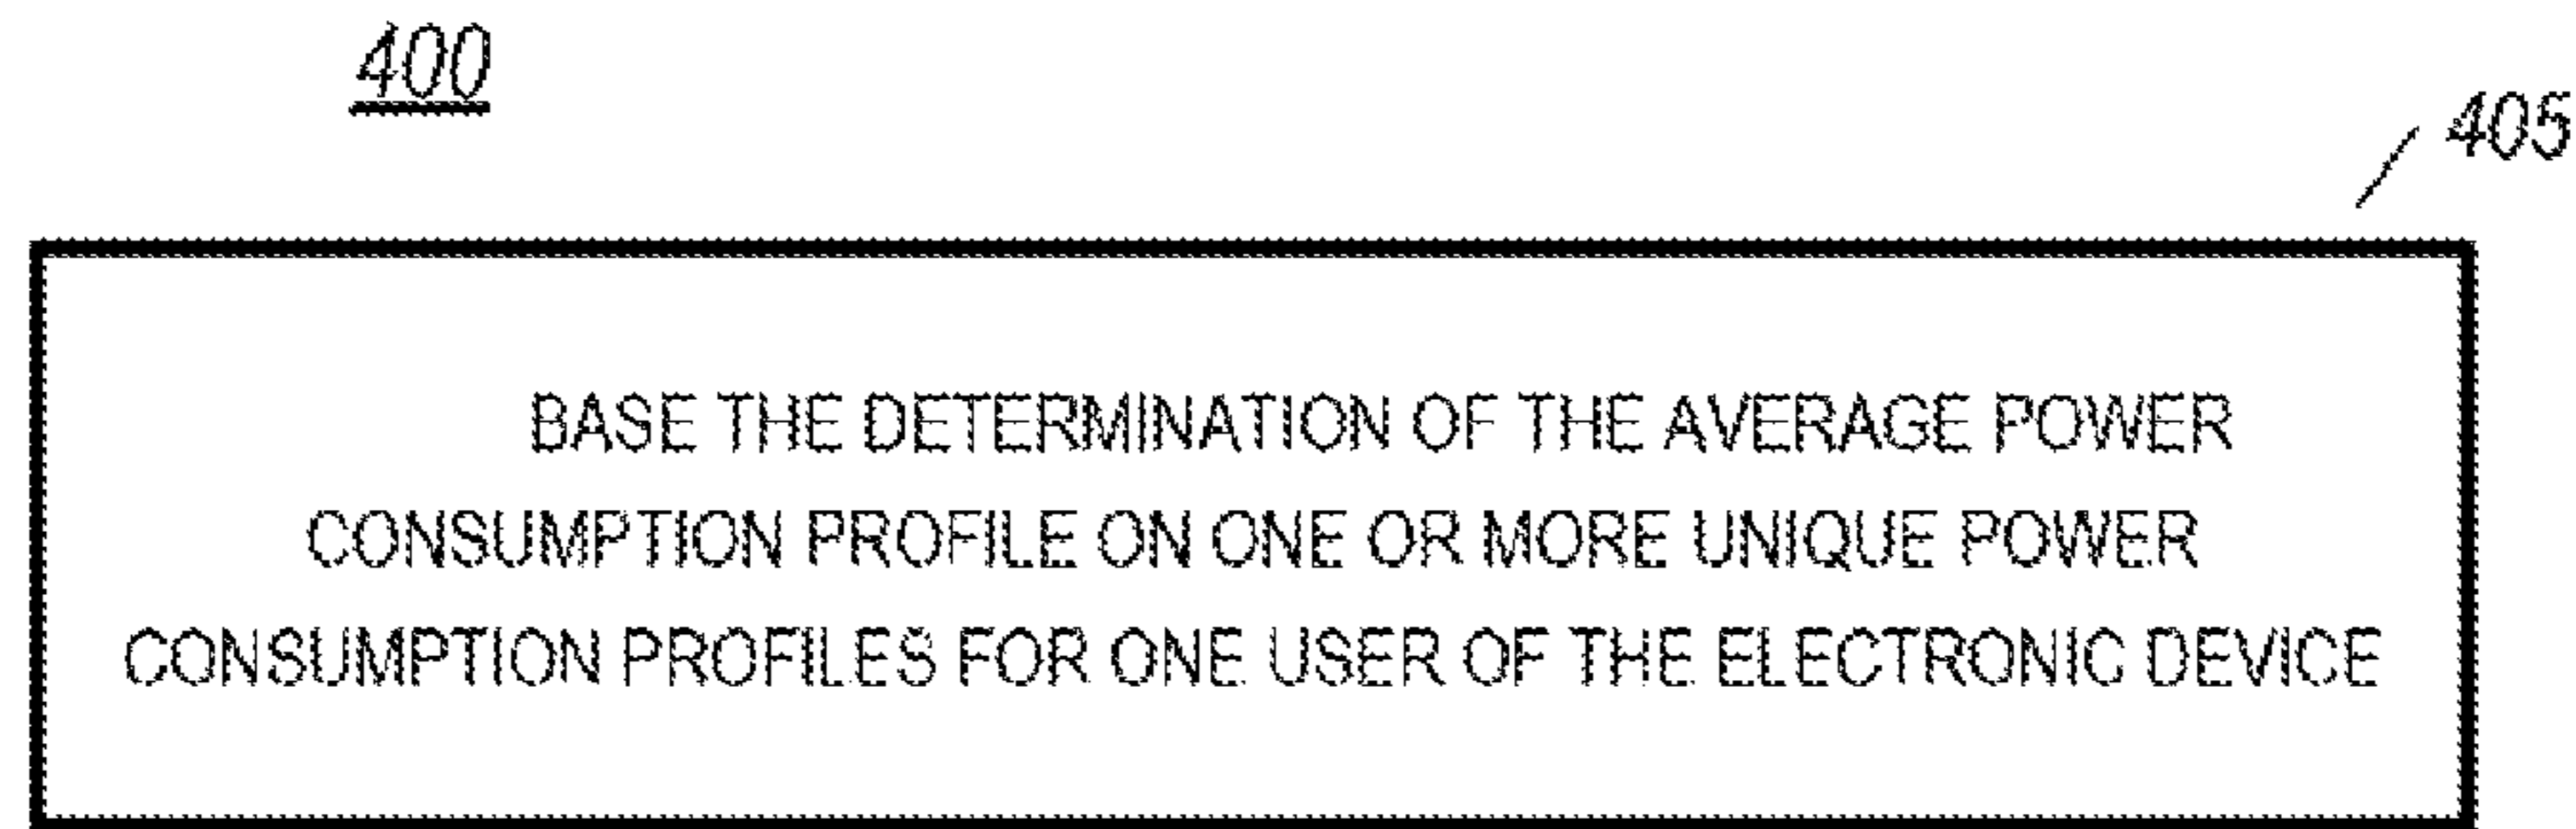 400
405
BASE THE DETERMINATION OF THE AVERAGE POWER
CONSUMPTION PROFILE ON ONE OR MORE UNIQUE POWER
CONSUMPTION PROFILES FOR ONE USER OF THE ELECTRONIC DEVICE